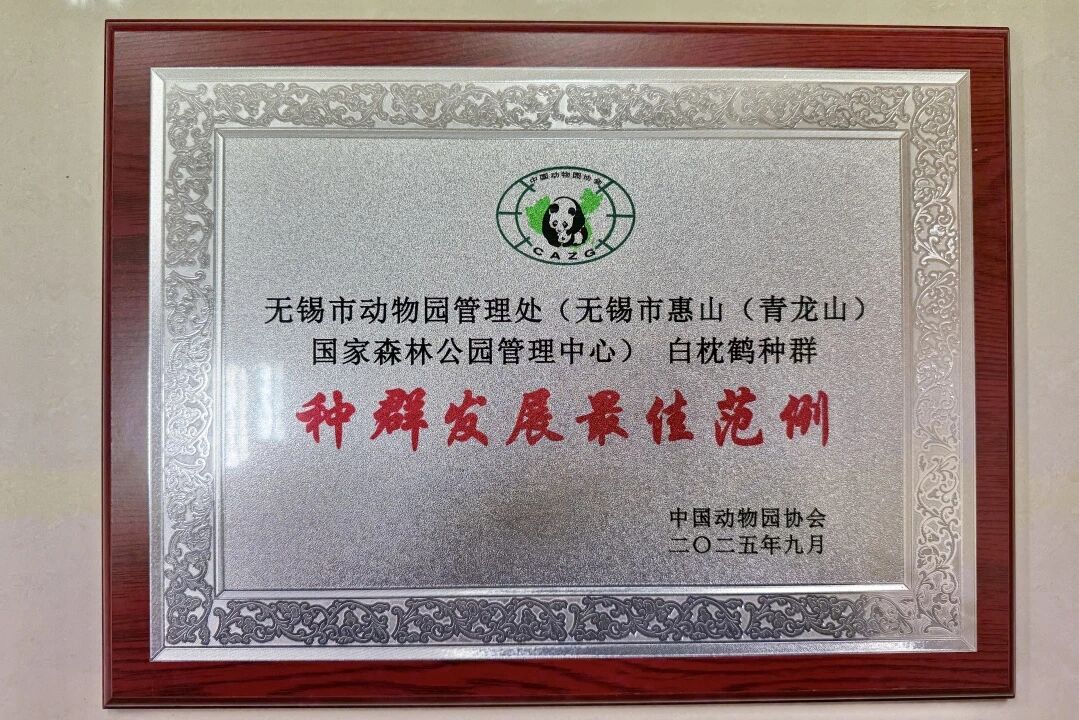 中国动物园协会
CAZG
无锡市动物园管理处（无锡市惠山（青龙山）
国家森林公园管理中心） 白枕鹤种群
种群发展最佳范例
中国动物园协会
二〇二五年九月